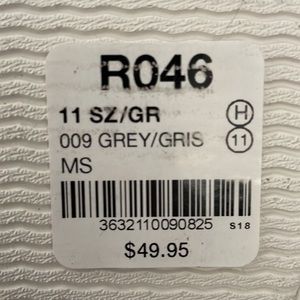 R046
11 SZ/GR H
009 GREY/GRIS 11
MS
3632110090825 S18
$49.95